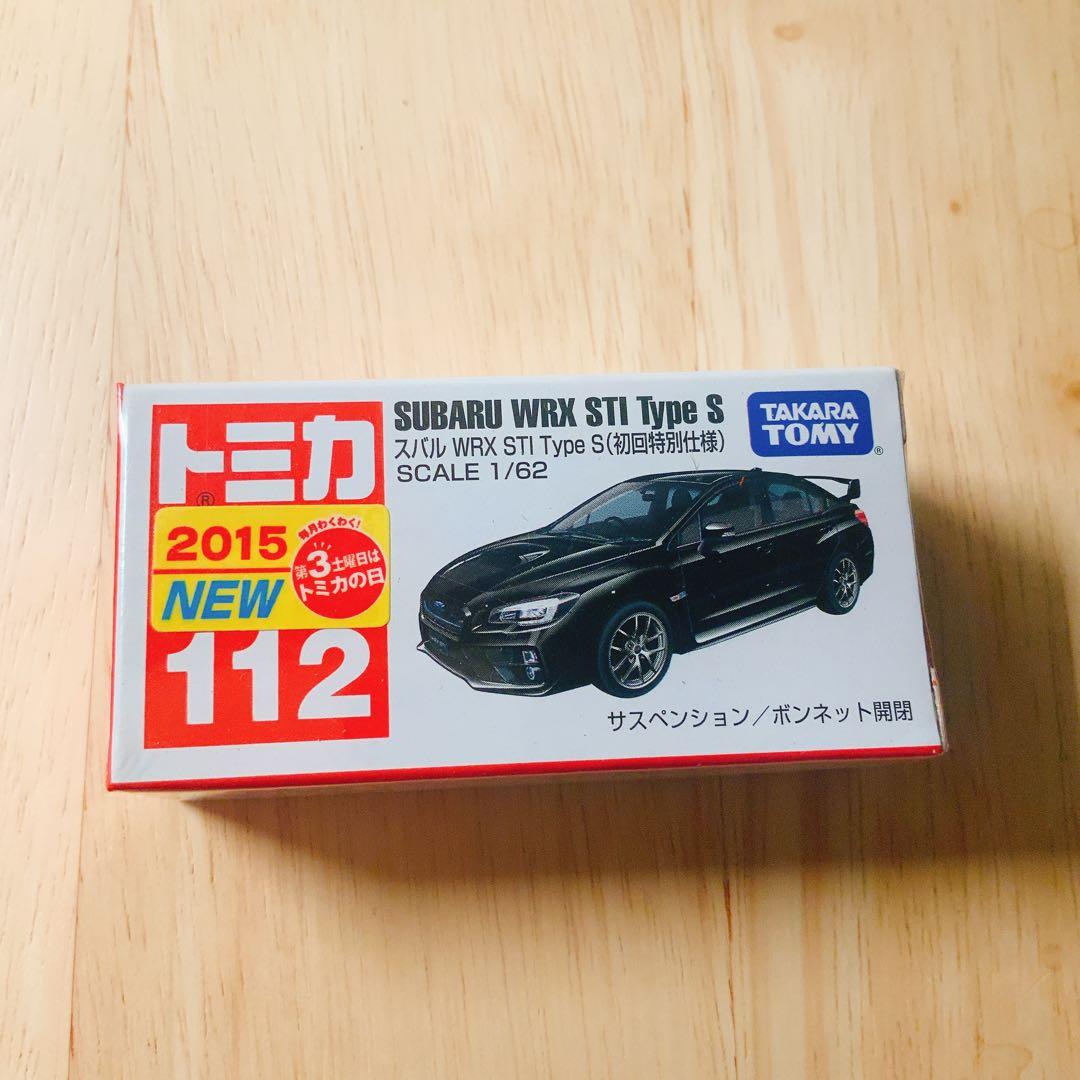 トミカ
®
2015
NEW
毎月わくわく!
第3土曜日は
トミカの日
112
SUBARU WRX STI Type S
スバル WRX STI Type S(初回特別仕様)
SCALE 1/62
TAKARA
TOMY
®
サスペンション/ボンネット開閉